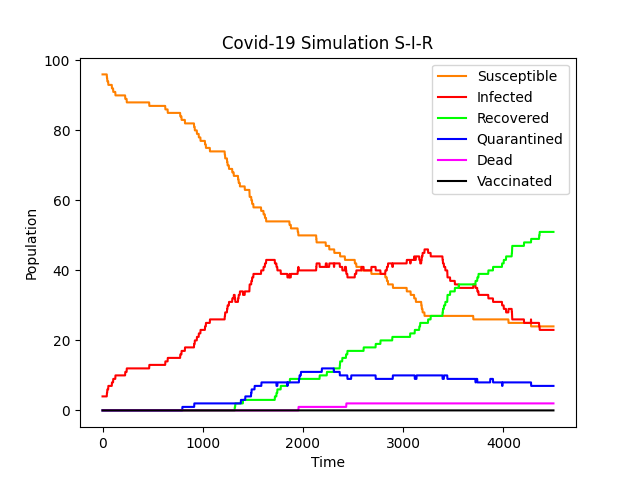 Covid-19 Simulation S-I-R
100
80
60
40
20
0
Population
Susceptible
Infected
Recovered
Quarantined
Dead
Vaccinated
0 1000 2000 3000 4000
Time